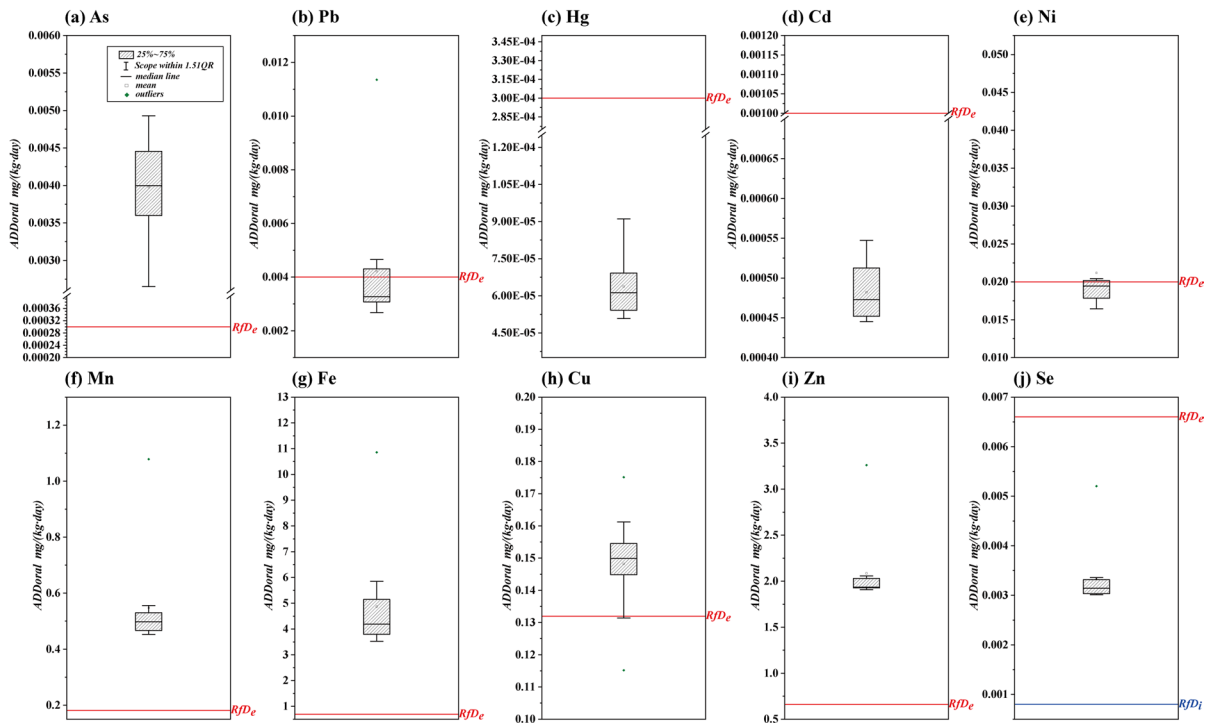 (a) As
0.0060
0.0055
0.0050
0.0045
0.0040
0.0035
0.0030
0.00036
0.00032
0.00028
0.00024
0.00020
ADDoral mg/(kg·day)
25%~75%
Scope within 1.51QR
median line
mean
outliers
RfDe
(b) Pb
0.012
0.010
0.008
0.006
0.004
0.002
ADDoral mg/(kg·day)
RfDe
(c) Hg
3.45E-04
3.30E-04
3.15E-04
3.00E-04
2.85E-04
1.20E-04
9.00E-05
7.50E-05
6.00E-05
4.50E-05
ADDoral mg/(kg·day)
RfDe
(d) Cd
0.00120
0.00115
0.00110
0.00105
0.00100
0.00065
0.00060
0.00055
0.00050
0.00045
0.00040
ADDoral mg/(kg·day)
RfDe
(e) Ni
0.050
0.045
0.040
0.035
0.030
0.025
0.020
0.015
0.010
ADDoral mg/(kg·day)
RfDe
(f) Mn
1.2
1.0
0.8
0.6
0.4
0.2
ADDoral mg/(kg·day)
RfDe
(g) Fe
13
12
11
10
9
8
7
6
5
4
3
2
1
ADDoral mg/(kg·day)
RfDe
(h) Cu
0.20
0.19
0.18
0.17
0.16
0.15
0.14
0.13
0.12
0.11
0.10
ADDoral mg/(kg·day)
RfDe
(i) Zn
4.0
3.5
3.0
2.5
2.0
1.5
1.0
0.5
ADDoral mg/(kg·day)
RfDe
(j) Se
0.007
0.006
0.005
0.004
0.003
0.002
0.001
ADDoral mg/(kg·day)
RfDe
RfDi